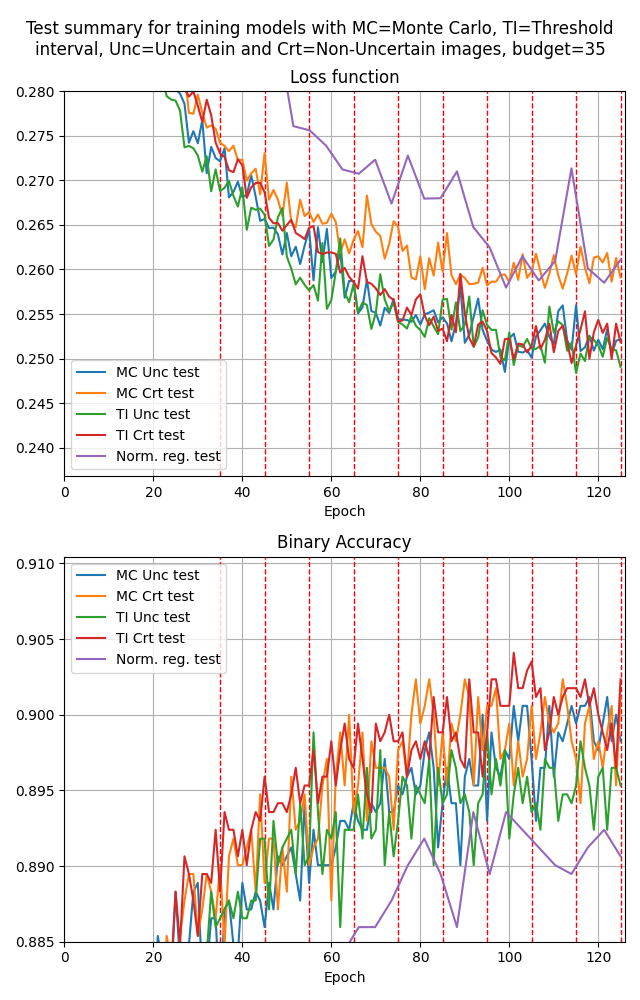 Test summary for training models with MC=Monte Carlo, TI=Threshold
interval, Unc=Uncertain and Crt=Non-Uncertain images, budget=35
Loss function
0.280
0.275
0.270
0.265
0.260
0.255
0.250
0.245
0.240
MC Unc test
MC Crt test
TI Unc test
TI Crt test
Norm. reg. test
0 20 40 60 80 100 120
Epoch
Binary Accuracy
0.910
0.905
0.900
0.895
0.890
0.885
MC Unc test
MC Crt test
TI Unc test
TI Crt test
Norm. reg. test
0 20 40 60 80 100 120
Epoch